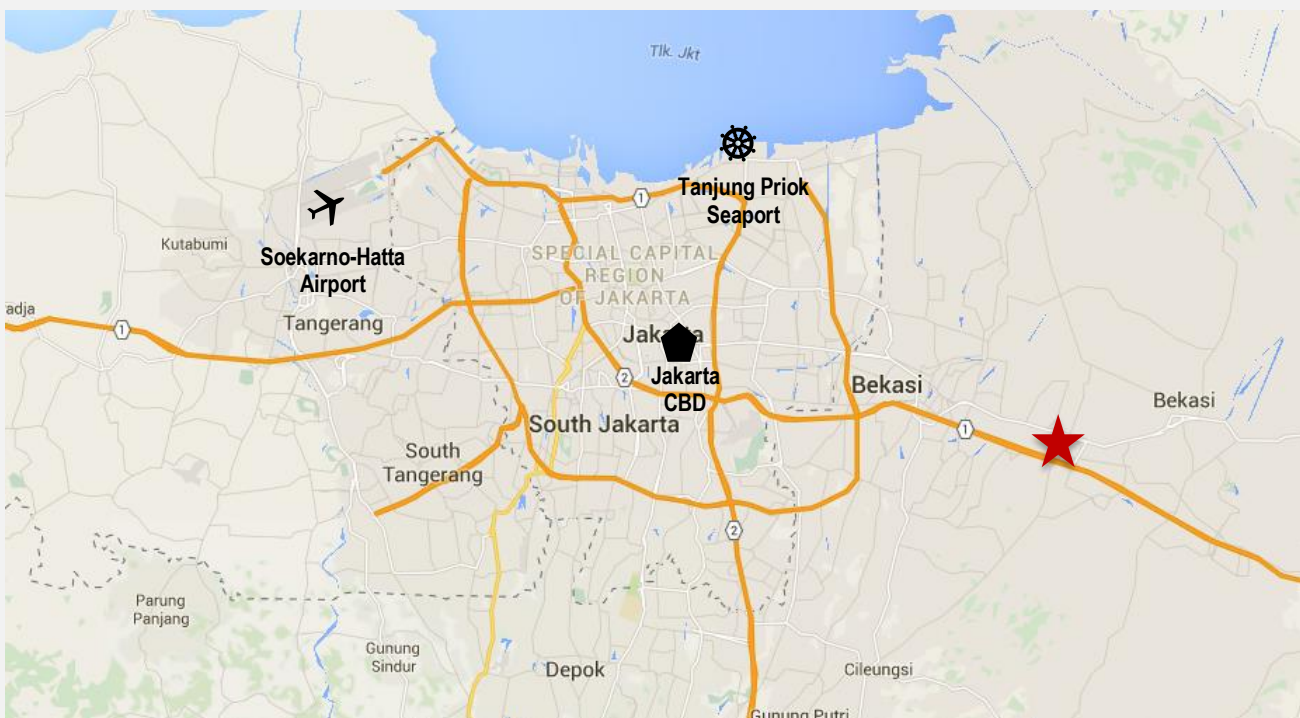 Tlk. Jkt
1
Tanjung Priok
Seaport
Kutabumi
Soekarno-Hatta
Airport
SPECIAL CAPITAL
REGION
OF JAKARTA
adja
1
Tangerang
Jakarta
2
Jakarta
CBD
Bekasi
Bekasi
1
South Jakarta
South
Tangerang
2
Parung
Panjang
Gunung
Sindur
Depok
Cileungsi
Gunung Putri